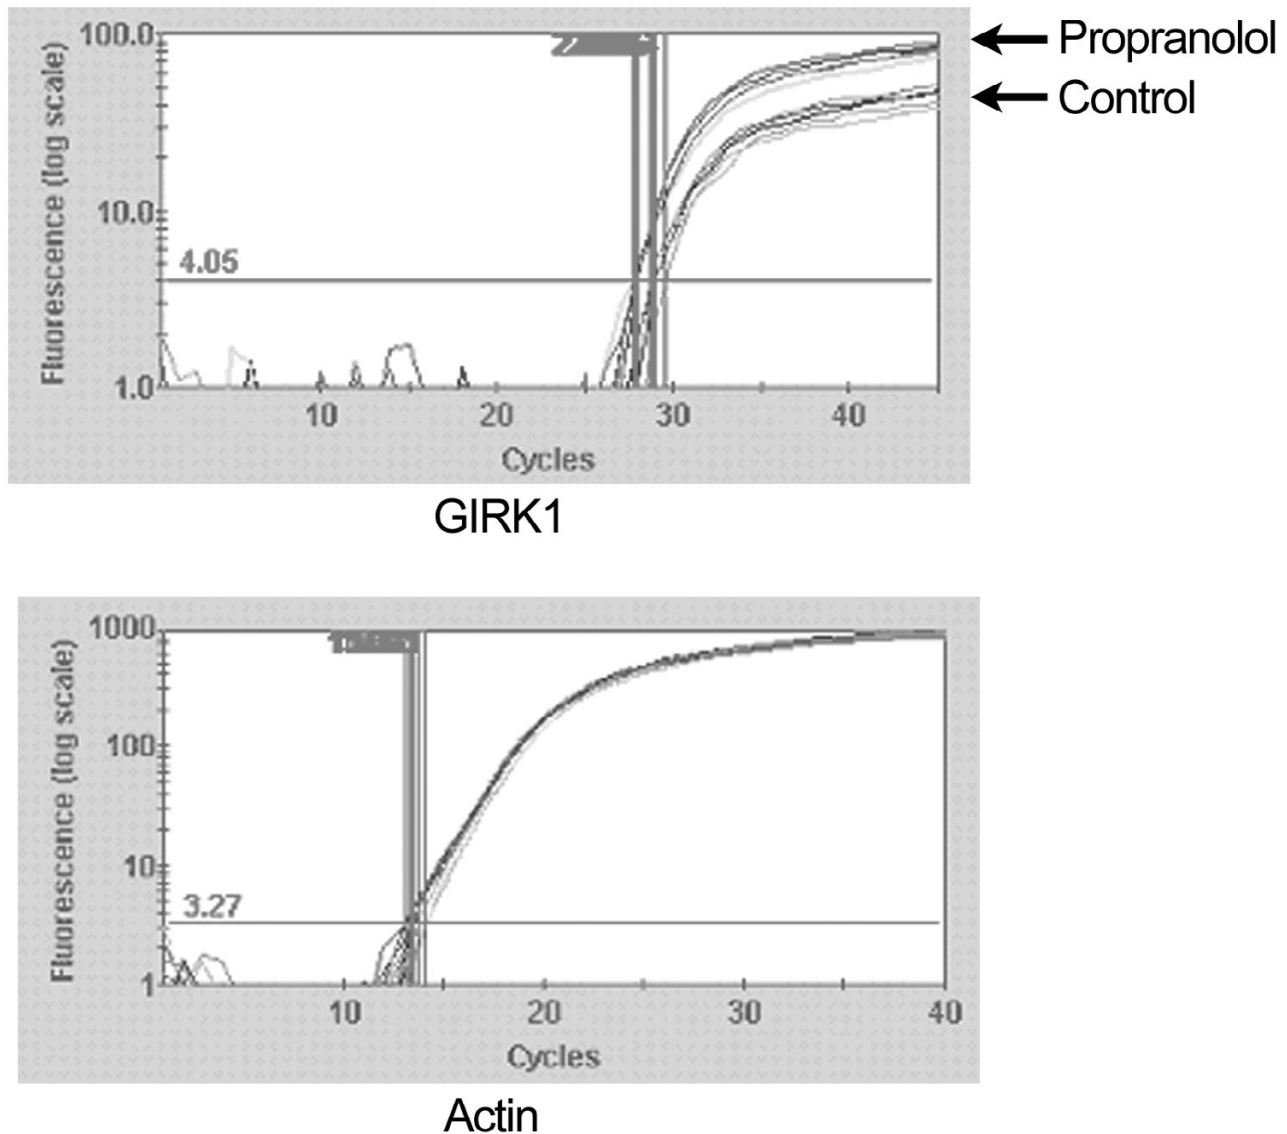 100.0
Propranolol
Control
Fluorescence (log scale)
10.0
4.05
1.0
10 20 30 40
Cycles
GIRK1
1000
Fluorescence (log scale)
100
10
3.27
1
10 20 30 40
Cycles
Actin